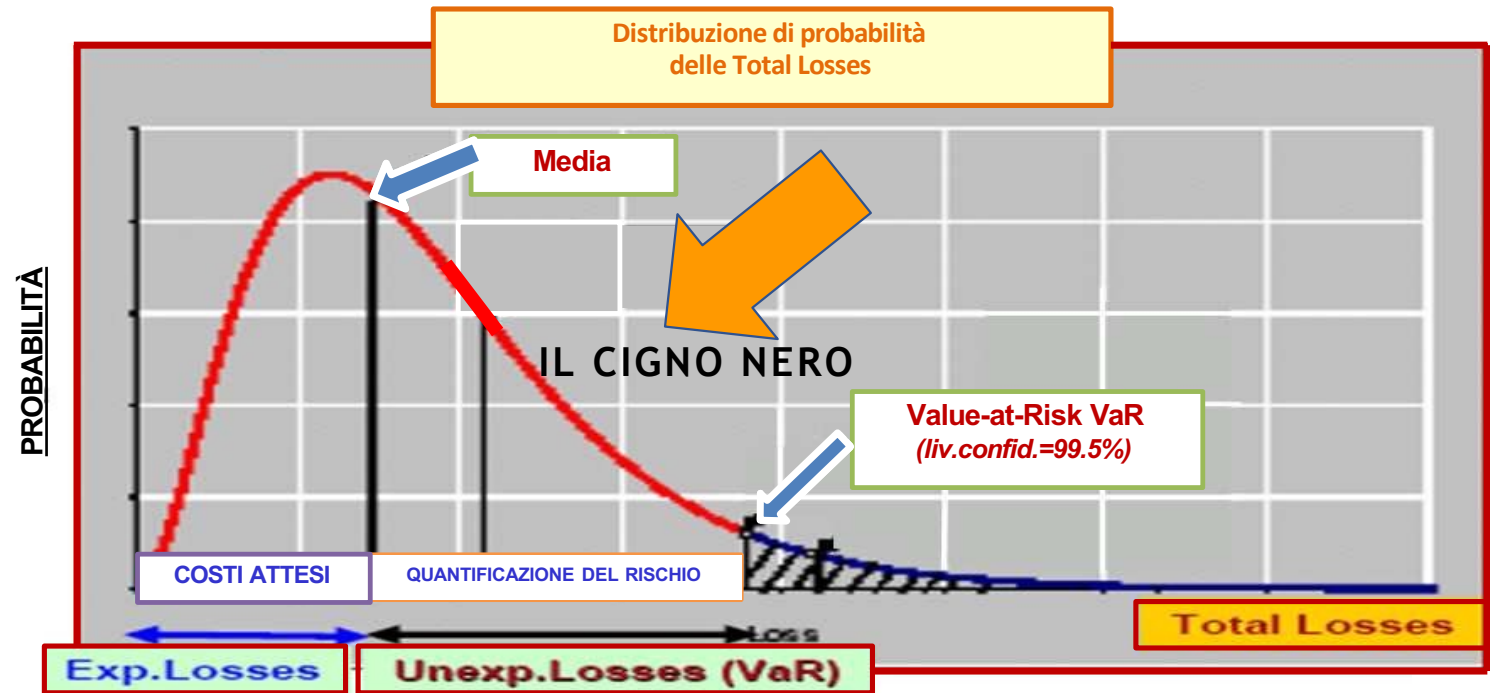 Distribuzione di probabilità
delle Total Losses
Media
PROBABILITÀ
IL CIGNO NERO
Value-at-Risk VaR
(liv.confid.=99.5%)
COSTI ATTESI
QUANTIFICAZIONE DEL RISCHIO
Loss
Total Losses
Exp.Losses
Unexp.Losses (VaR)